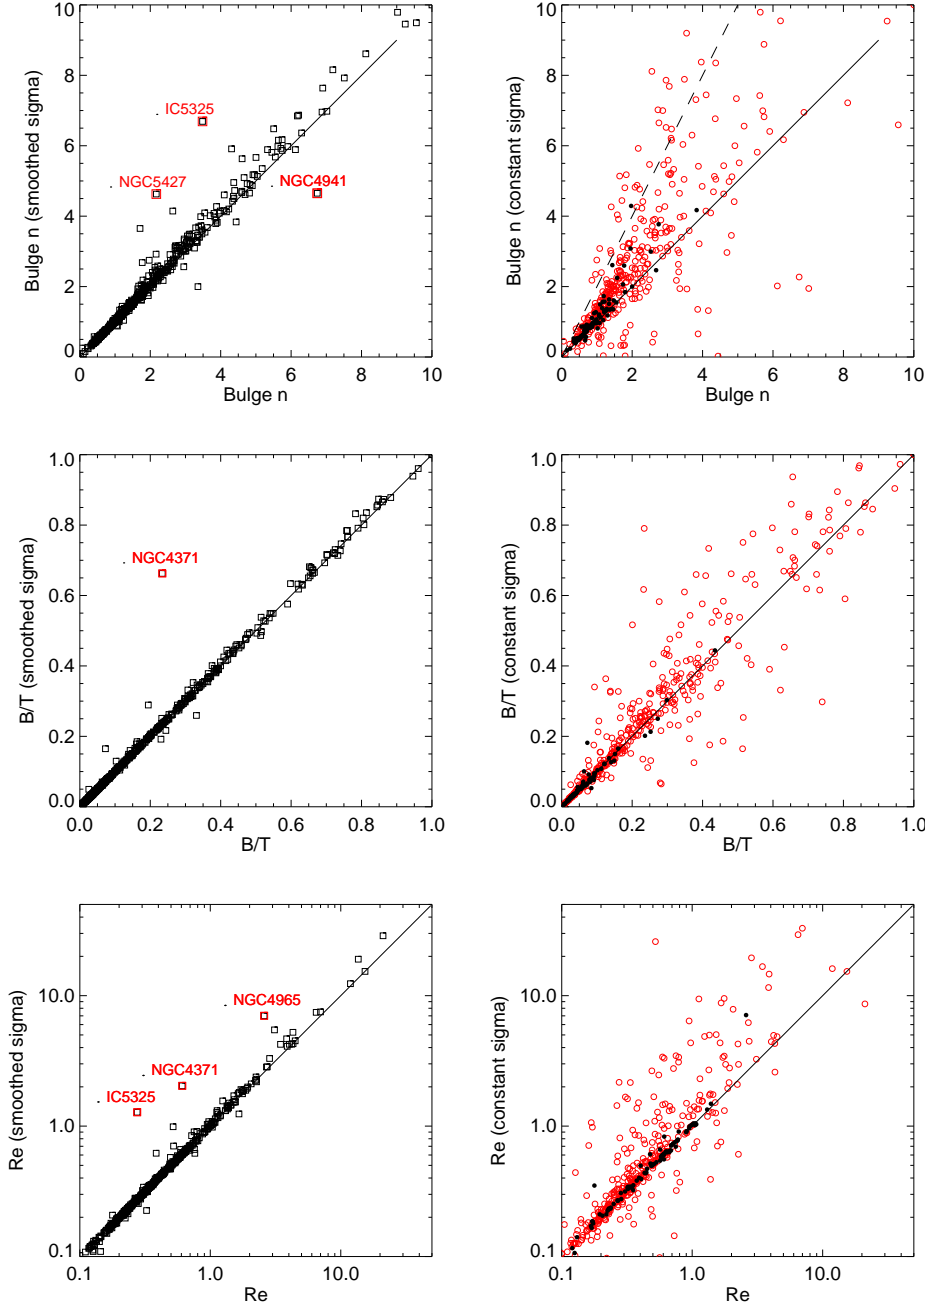 10
8
6
4
2
0
Bulge n (smoothed sigma)
IC5325
NGC5427
NGC4941
0 2 4 6 8 10
Bulge n
10
8
6
4
2
0
Bulge n (constant sigma)
0 2 4 6 8 10
Bulge n
1.0
0.8
0.6
0.4
0.2
0.0
B/T (smoothed sigma)
NGC4371
0.0 0.2 0.4 0.6 0.8 1.0
B/T
1.0
0.8
0.6
0.4
0.2
0.0
B/T (constant sigma)
0.0 0.2 0.4 0.6 0.8 1.0
B/T
10.0
1.0
0.1
Re (smoothed sigma)
NGC4965
NGC4371
IC5325
0.1 1.0 10.0
Re
10.0
1.0
0.1
Re (constant sigma)
0.1 1.0 10.0
Re